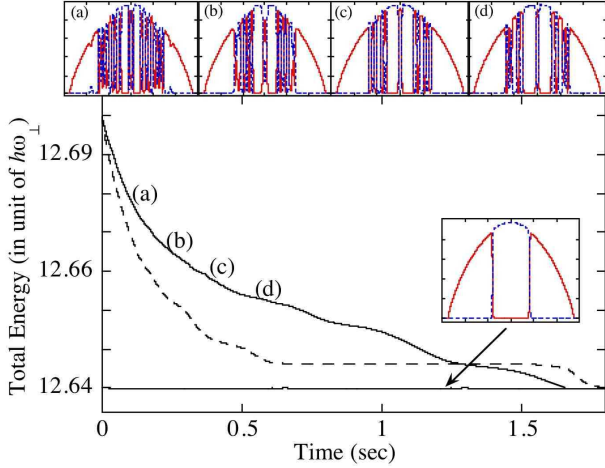 (a) (b) (c) (d)
Total Energy (in unit of ℏω⊥)
12.69
12.66
12.64
(a)
(b)
(c)
(d)
0 0.5 1 1.5
Time (sec)